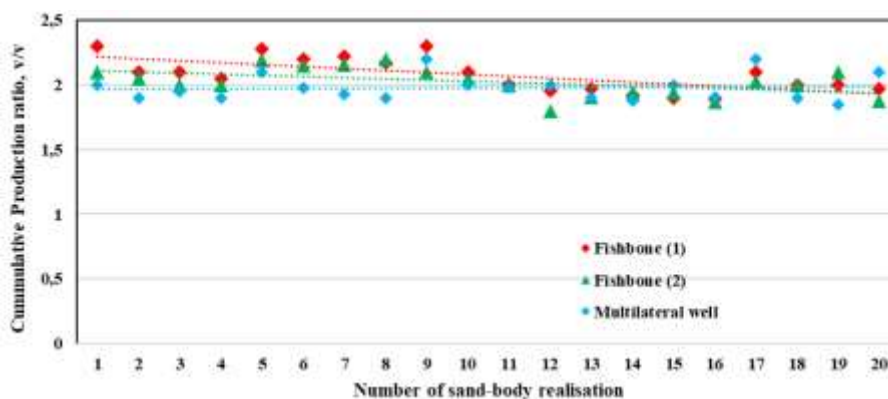 Cummulative Production ratio, v/v
2,5
2
1,5
1
0,5
0
Fishbone (1)
Fishbone (2)
Multilateral well
1 2 3 4 5 6 7 8 9 10 11 12 13 14 15 16 17 18 19 20
Number of sand-body realisation